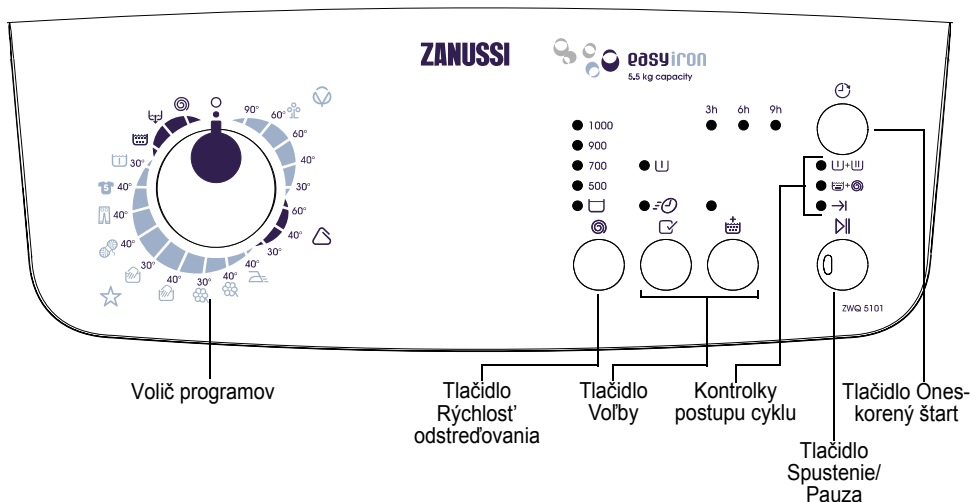 ZANUSSI
easyiron
5.5 kg capacity
90°
60°
60°
40°
30°
60°
40°
30°
40°
40°
30°
40°
30°
40°
40°
40°
30°
3h 6h 9h
1000
900
700
500
ZWQ 5101
Volič programov
Tlačidlo
Rýchlosť
odstreďovania
Tlačidlo
Voľby
Kontrolky
postupu cyklu
Tlačidlo Ones-
korený štart
Tlačidlo
Spustenie/
Pauza